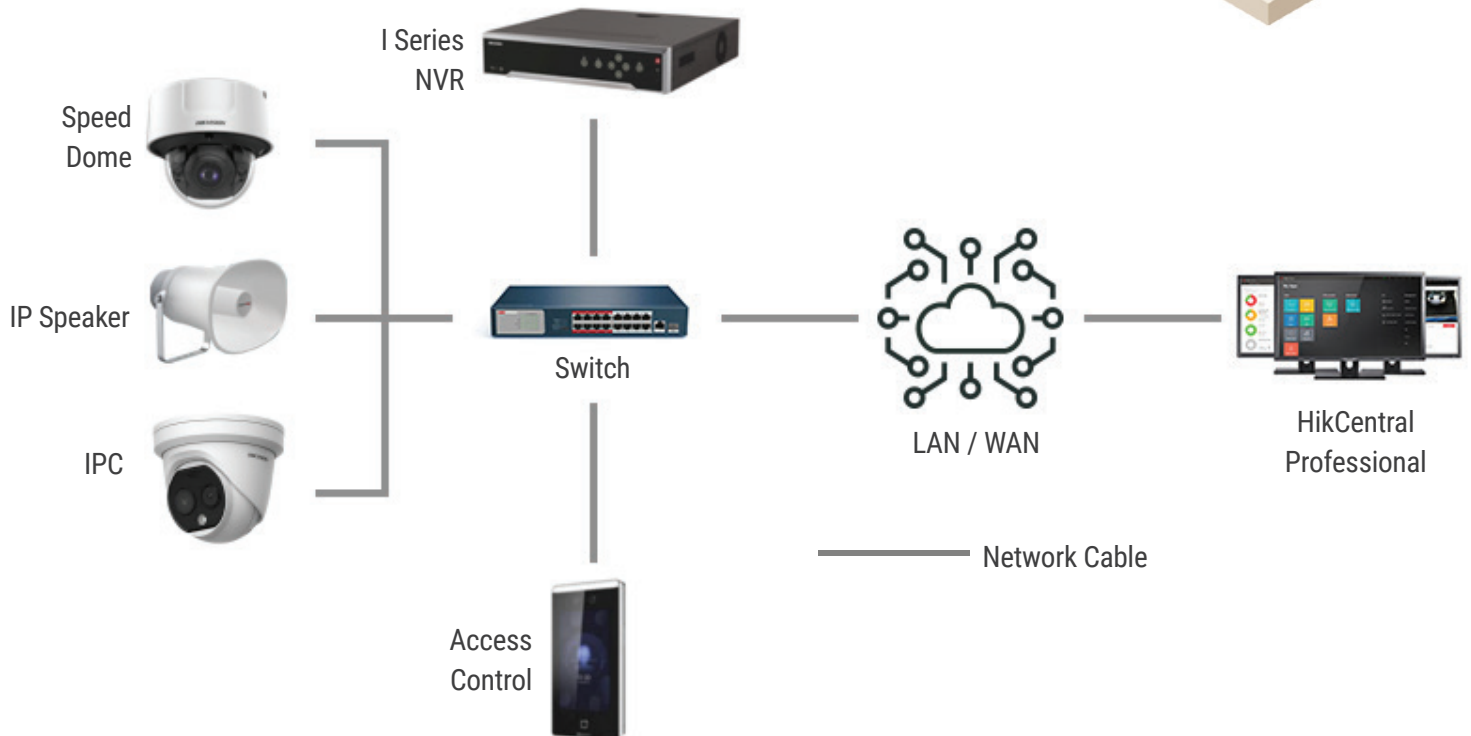 I Series
NVR
Speed
Dome
IP Speaker
Switch
IPC
LAN / WAN
HikCentral
Professional
Network Cable
Access
Control